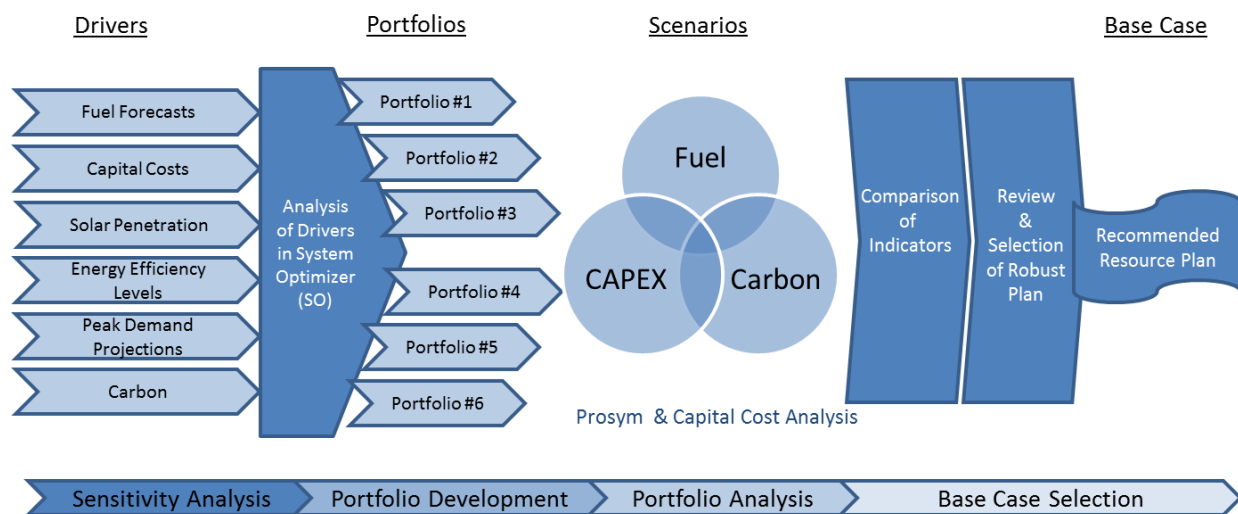 Drivers
Portfolios
Scenarios
Base Case
Fuel Forecasts
Capital Costs
Solar Penetration
Energy Efficiency
Levels
Peak Demand
Projections
Carbon
Analysis
of Drivers
in System
Optimizer
(SO)
Portfolio #1
Portfolio #2
Portfolio #3
Portfolio #4
Portfolio #5
Portfolio #6
Fuel
CAPEX
Carbon
Prosym & Capital Cost Analysis
Comparison
of
Indicators
Review
&
Selection
of Robust
Plan
Recommended
Resource Plan
Sensitivity Analysis
Portfolio Development
Portfolio Analysis
Base Case Selection